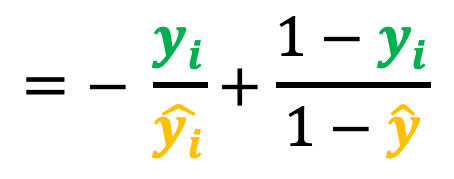 = − yᵢ/ŷᵢ + (1 − yᵢ)/(1 − ŷ)